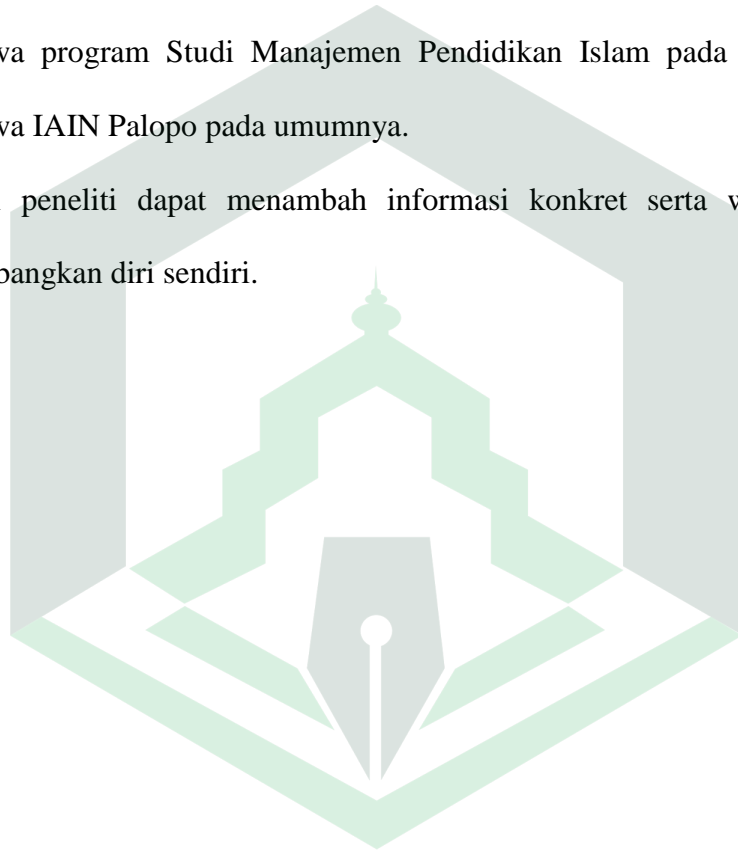 wa program Studi Manajemen Pendidikan Islam pada
wa IAIN Palopo pada umumnya.
peneliti dapat menambah informasi konkret serta
bangkan diri sendiri.